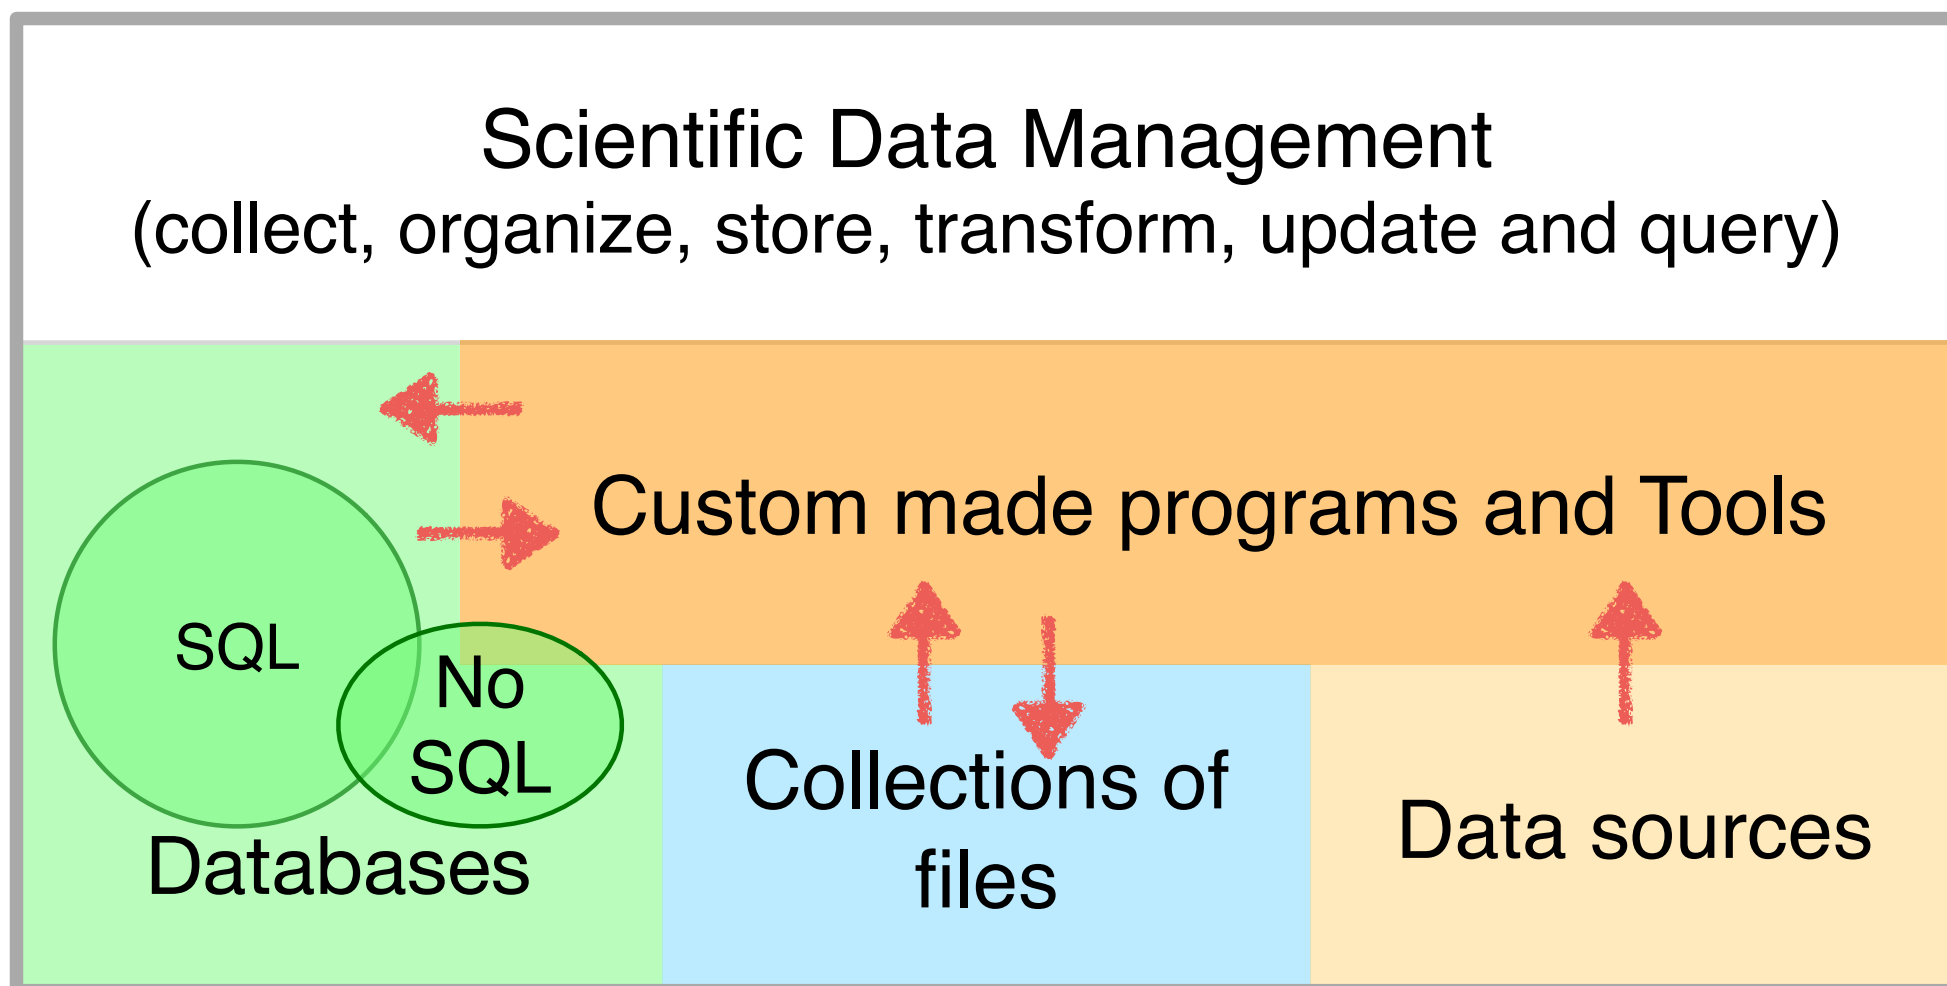 Scientific Data Management
(collect, organize, store, transform, update and query)
Custom made programs and Tools
SQL
No
SQL
Databases
Collections of
files
Data sources